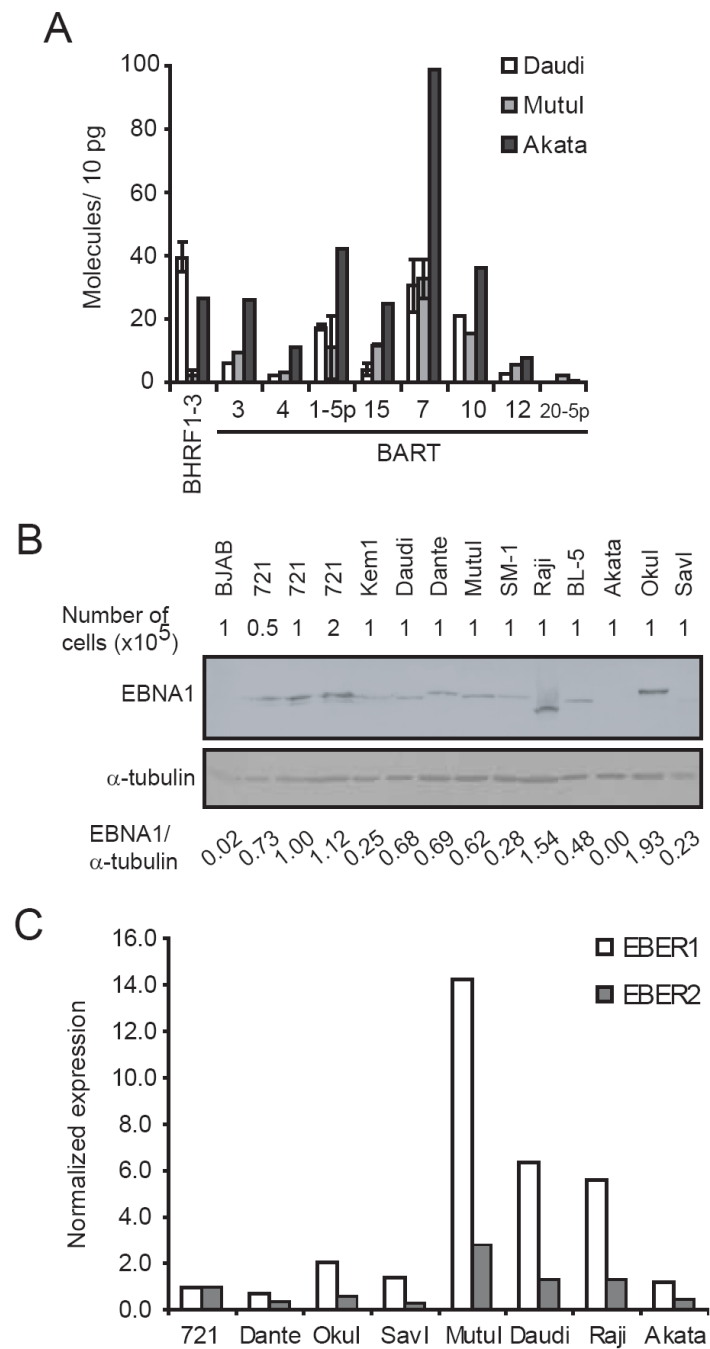 A
Molecules/ 10 pg
100
80
60
40
20
0
Daudi
MutuI
Akata
BHRF1-3
3 4 1-5p 15 7 10 12 20-5p
BART
B
BJAB 721 721 721 Kem1 Daudi Dante MutuI SM-1 Raji BL-5 Akata OkuI SavI
Number of
cells (x10⁵)
1 0.5 1 2 1 1 1 1 1 1 1 1 1 1
EBNA1
α-tubulin
EBNA1/
α-tubulin
0.02 0.73 1.00 1.12 0.25 0.68 0.69 0.62 0.28 1.54 0.48 0.00 1.93 0.23
C
Normalized expression
16.0
14.0
12.0
10.0
8.0
6.0
4.0
2.0
0.0
EBER1
EBER2
721 Dante OkuI SavI MutuI Daudi Raji Akata